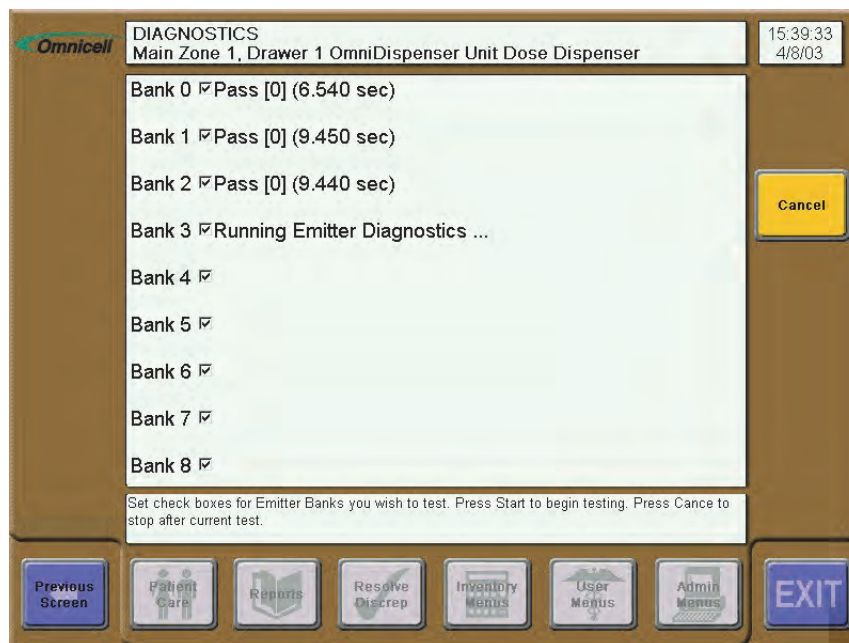 Omnicell
DIAGNOSTICS
Main Zone 1, Drawer 1 OmniDispenser Unit Dose Dispenser
15:39:33
4/8/03
Bank 0 Pass [0] (6.540 sec)
Bank 1 Pass [0] (9.450 sec)
Bank 2 Pass [0] (9.440 sec)
Bank 3 Running Emitter Diagnostics ...
Bank 4
Bank 5
Bank 6
Bank 7
Bank 8
Cancel
Set check boxes for Emitter Banks you wish to test. Press Start to begin testing. Press Cance to
stop after current test.
Previous
Screen
Patient
Care
Reports
Resolve
Discrep
Inventory
Menus
User
Menus
Admin
Menus
EXIT